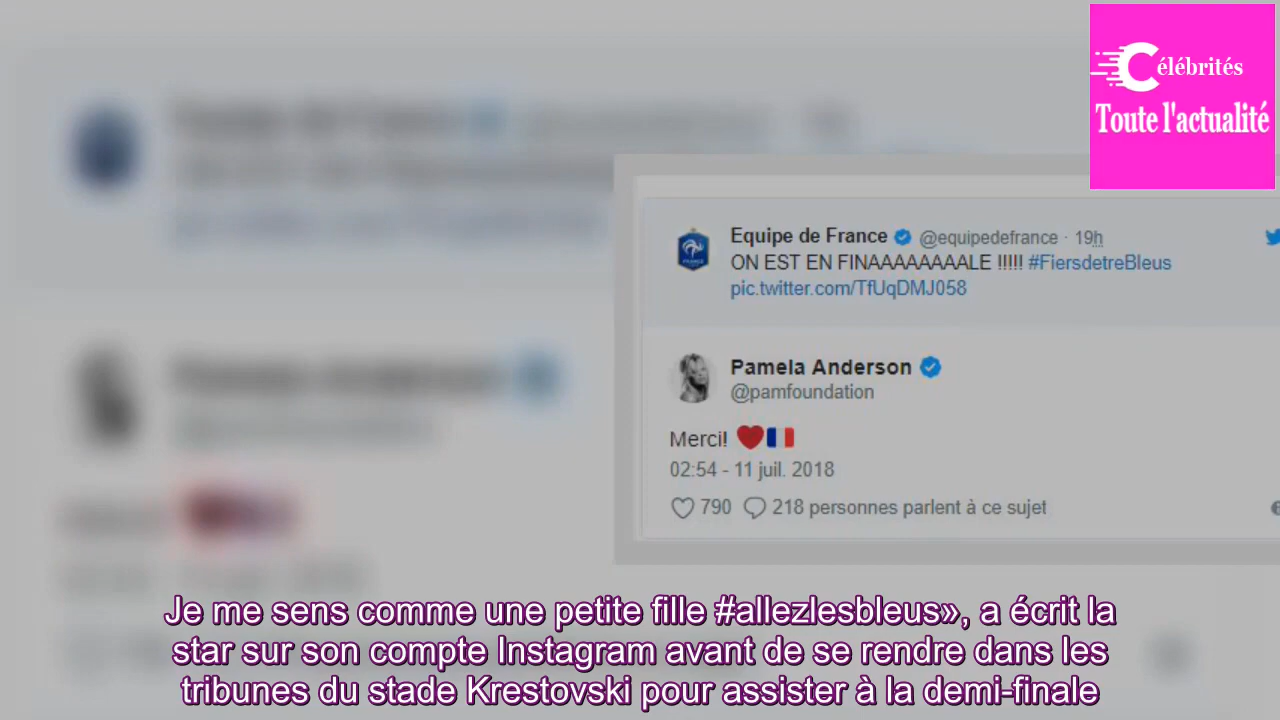 Célébrités
Toute l'actualité
Equipe de France @equipedefrance · 19h
ON EST EN FINAAAAAAAALE !!!!! #FiersdetreBleus
pic.twitter.com/TfUqDMJ058
Pamela Anderson
@pamfoundation
Merci! ❤️🇫🇷
02:54 - 11 juil. 2018
790 218 personnes parlent à ce sujet
Je me sens comme une petite fille #allezlesbleus», a écrit la
star sur son compte Instagram avant de se rendre dans les
tribunes du stade Krestovski pour assister à la demi-finale